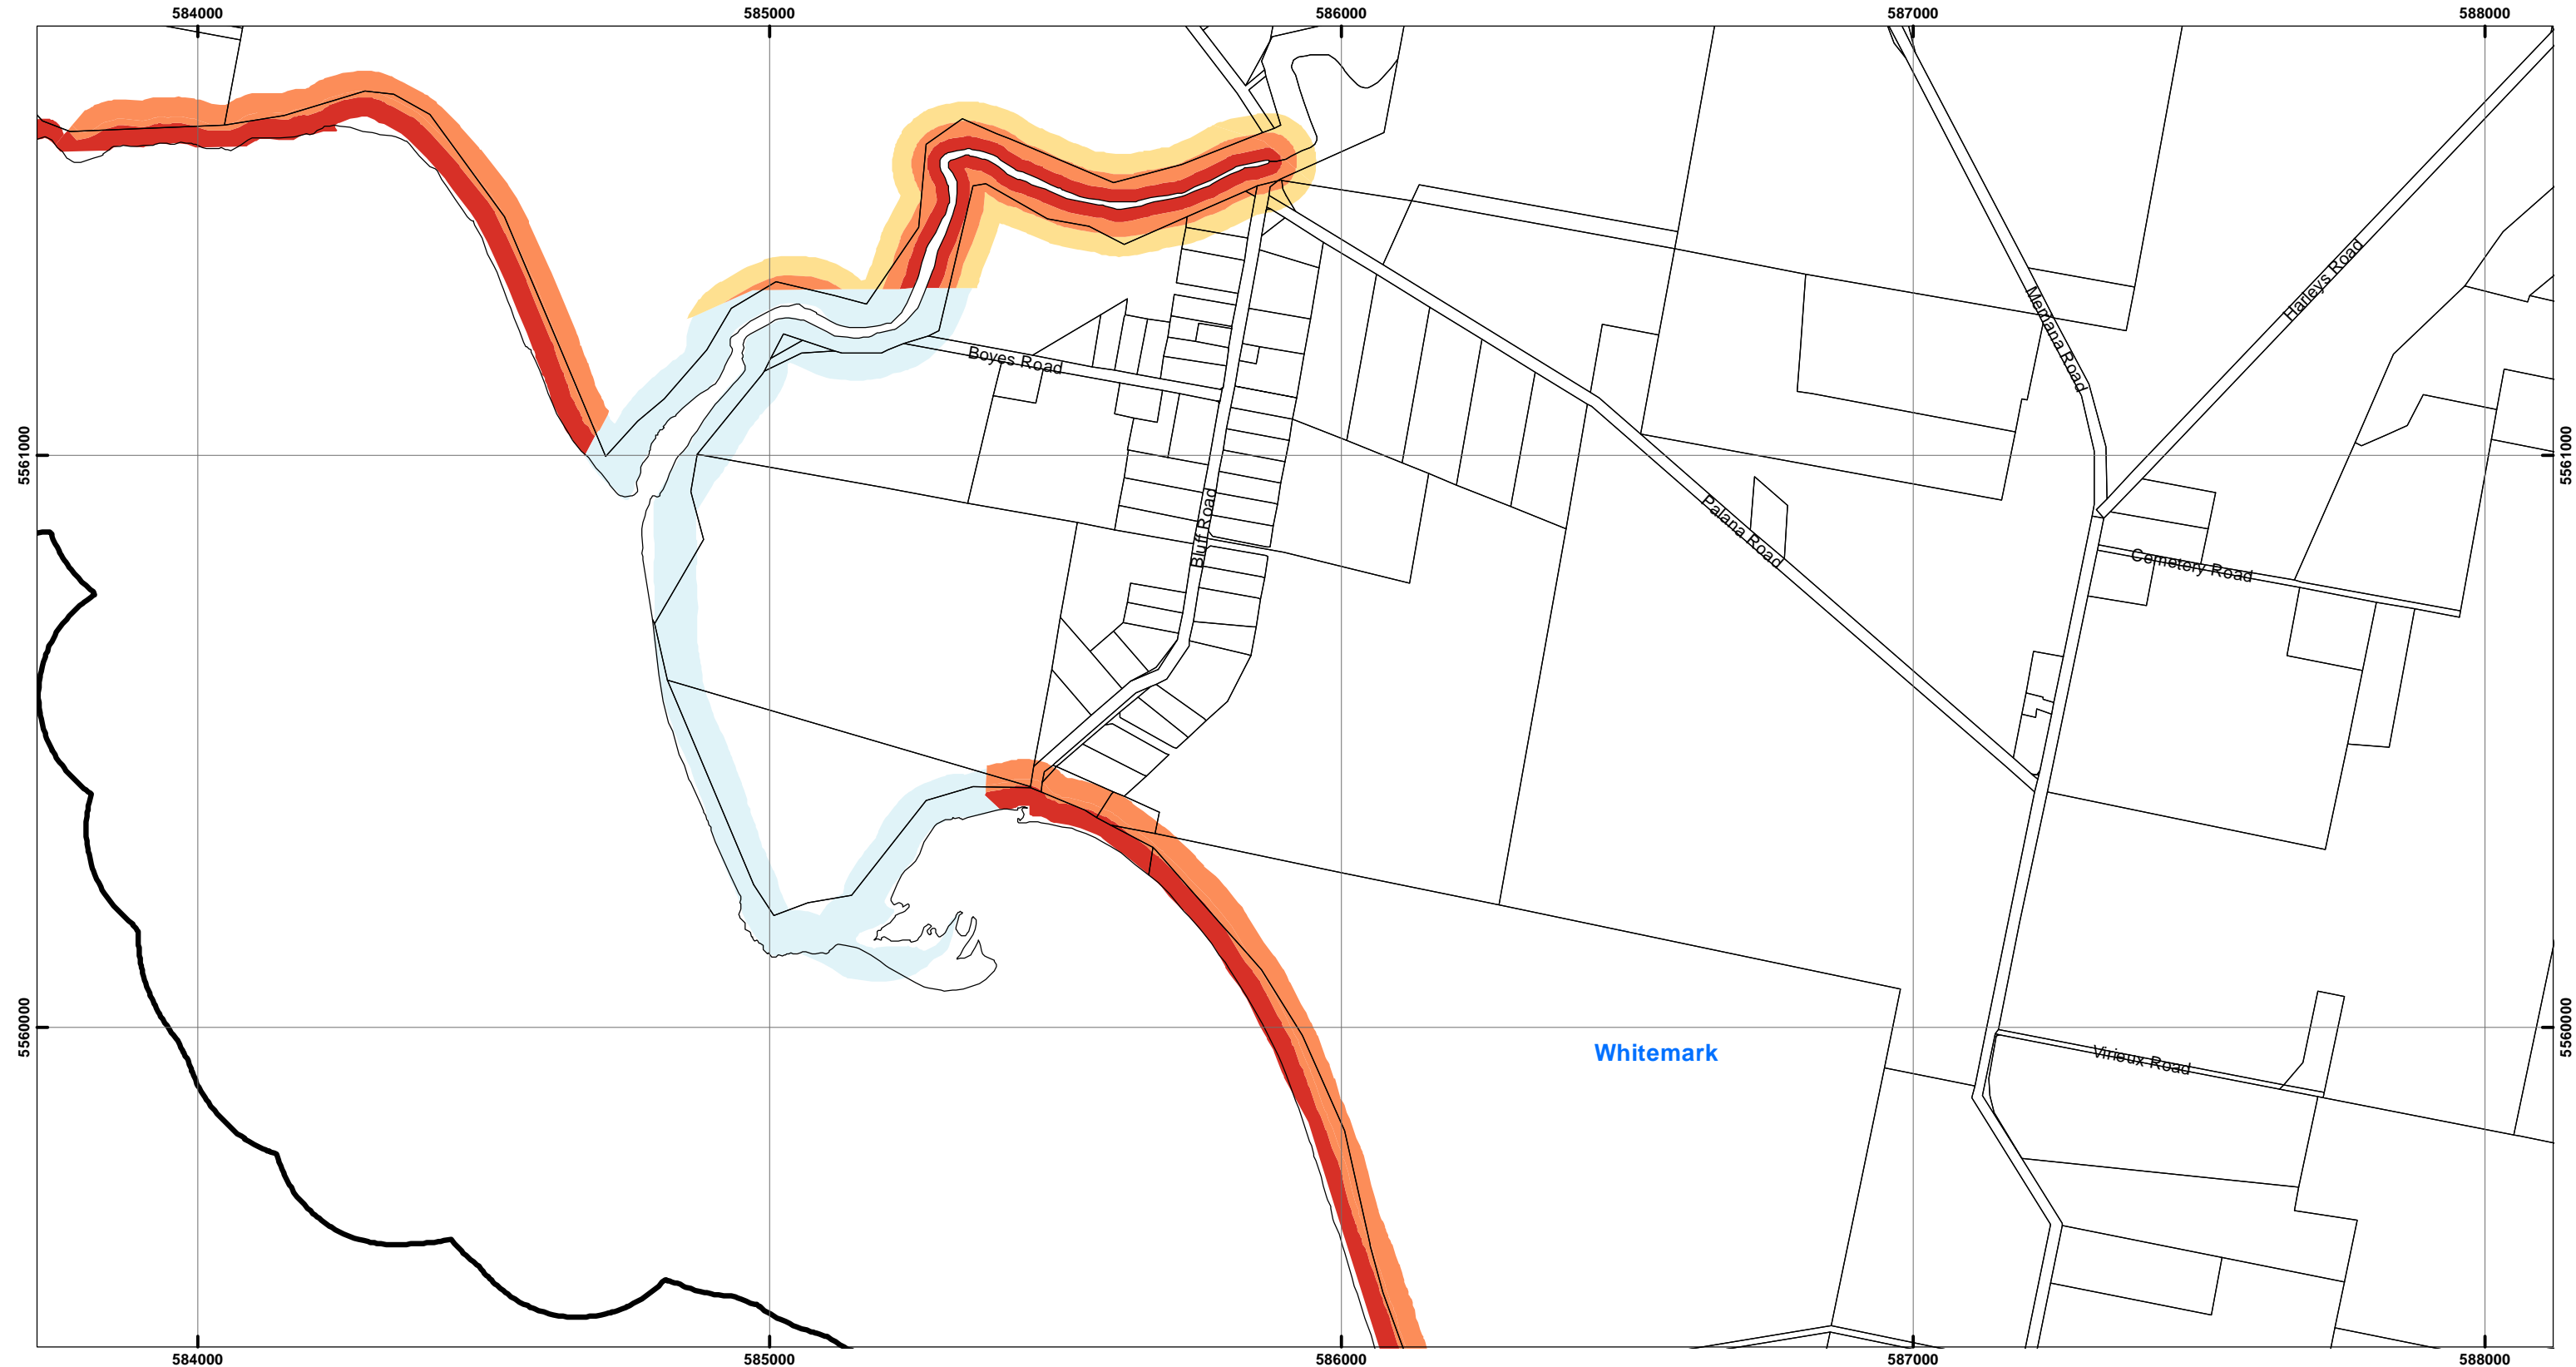 584000 585000 586000 587000 588000
Harleys Road
Memana Road
Boyes Road
5561000 5561000
Bluff Road
Palana Road
Cemetery Road
5560000 5560000
Whitemark
Virieux Road
584000 585000 586000 587000 588000